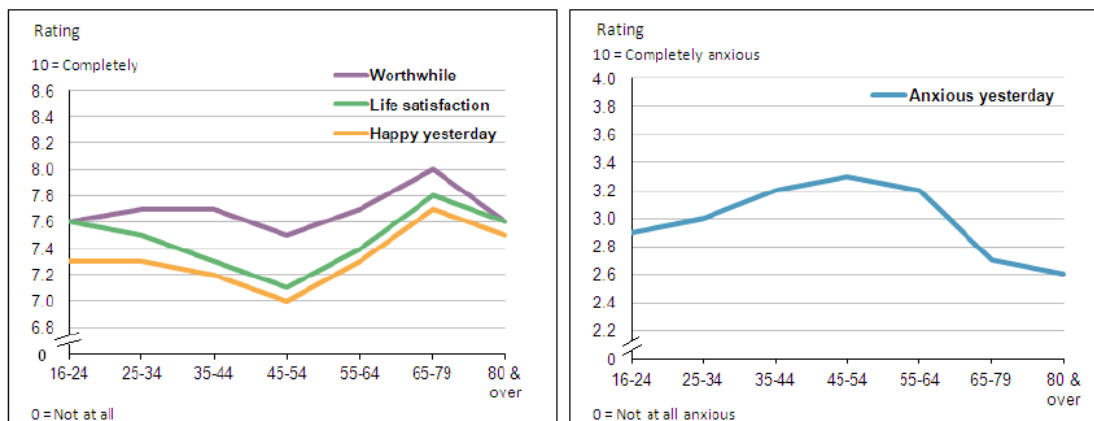 Rating
10 = Completely
Worthwhile
Life satisfaction
Happy yesterday
8.6
8.4
8.2
8.0
7.8
7.6
7.4
7.2
7.0
6.8
0
16-24 25-34 35-44 45-54 55-64 65-79 80 &
over
0 = Not at all
Rating
10 = Completely anxious
Anxious yesterday
4.0
3.8
3.6
3.4
3.2
3.0
2.8
2.6
2.4
2.2
0
16-24 25-34 35-44 45-54 55-64 65-79 80 &
over
0 = Not at all anxious